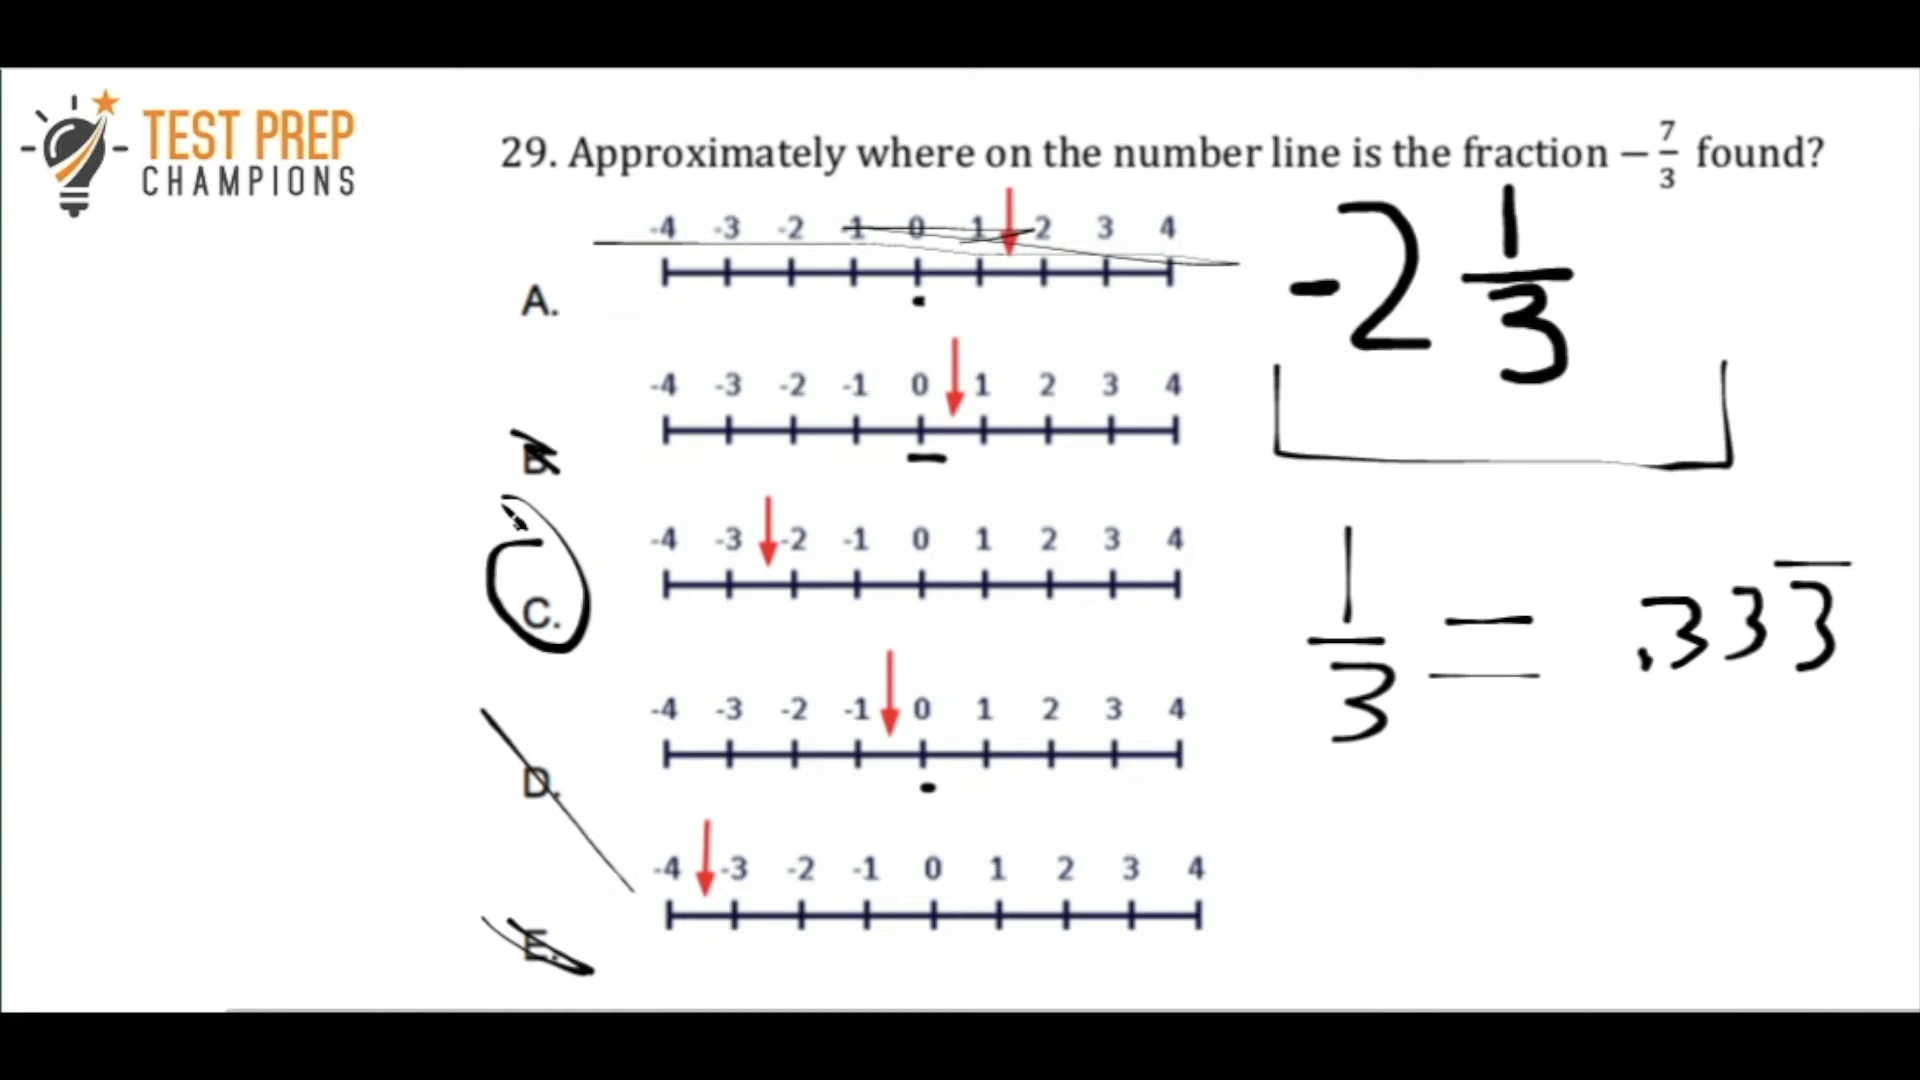 TEST PREP
CHAMPIONS
29. Approximately where on the number line is the fraction −7/3 found?
-4 -3 -2 -1 0 1 2 3 4
A.
-2 1/3
-4 -3 -2 -1 0 1 2 3 4
B.
-4 -3 -2 -1 0 1 2 3 4
C.
1/3 = .333̅
-4 -3 -2 -1 0 1 2 3 4
D.
-4 -3 -2 -1 0 1 2 3 4
E.